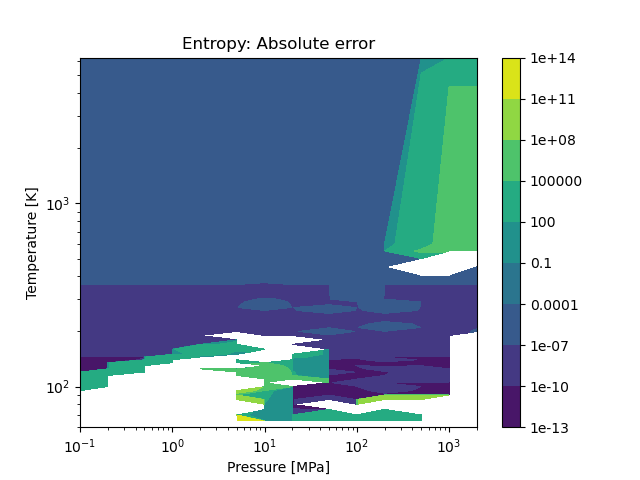 Entropy: Absolute error
Temperature [K]
10³
10²
10⁻¹
10⁰
10¹
10²
10³
Pressure [MPa]
1e+14
1e+11
1e+08
100000
100
0.1
0.0001
1e-07
1e-10
1e-13